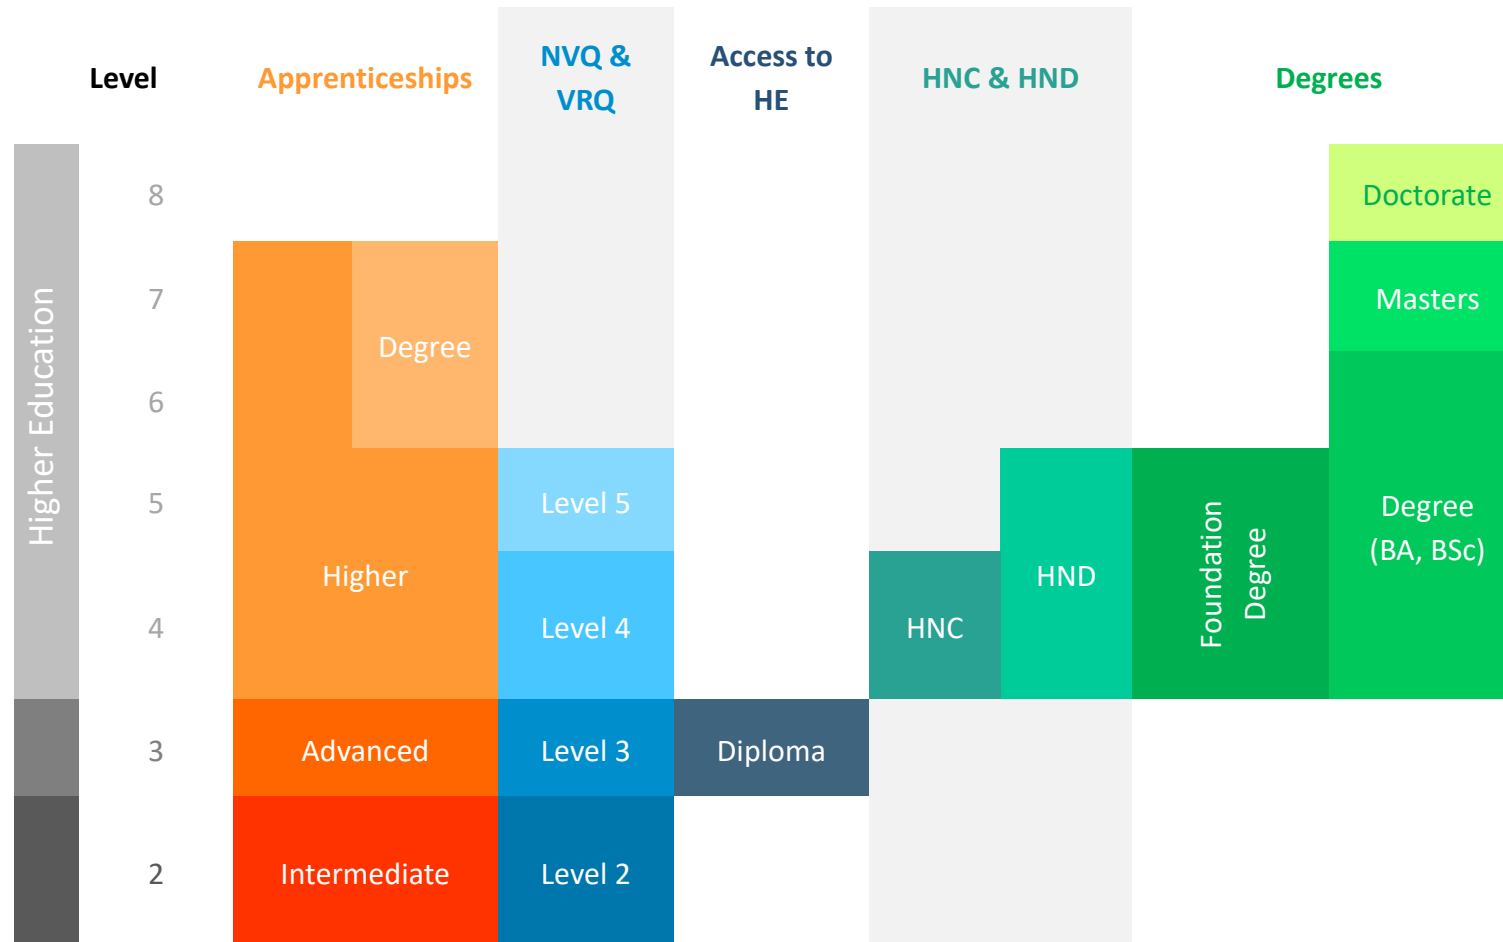 Level
Apprenticeships
NVQ &
VRQ
Access to
HE
HNC & HND
Degrees
Higher Education
8
Doctorate
7
Masters
Degree
6
5
Level 5
Degree
(BA, BSc)
Foundation
Degree
Higher
HND
4
Level 4
HNC
3
Advanced
Level 3
Diploma
2
Intermediate
Level 2